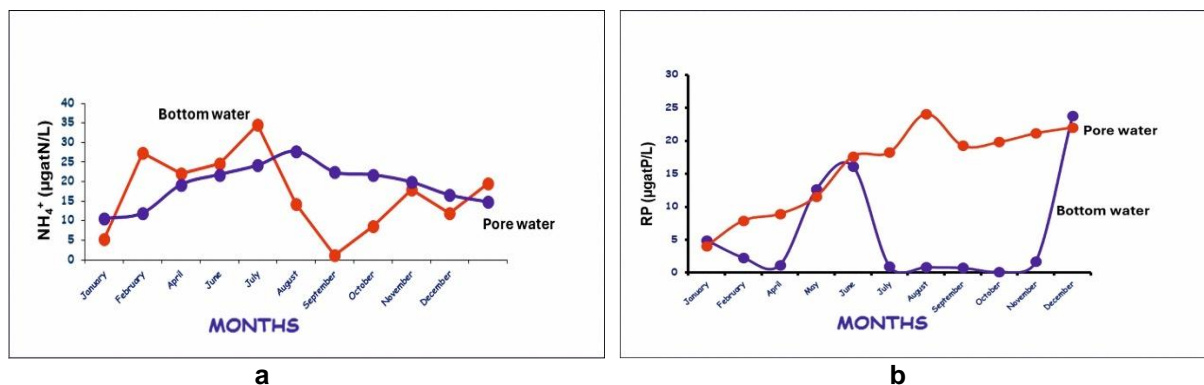 40
35
30
25
20
15
10
5
0
NH₄⁺ (µgatN/L)
Bottom water
Pore water
January
February
April
June
July
August
September
October
November
December
MONTHS
a
30
25
20
15
10
5
0
RP (µgatP/L)
Pore water
Bottom water
January
February
April
May
June
July
August
September
October
November
December
MONTHS
b